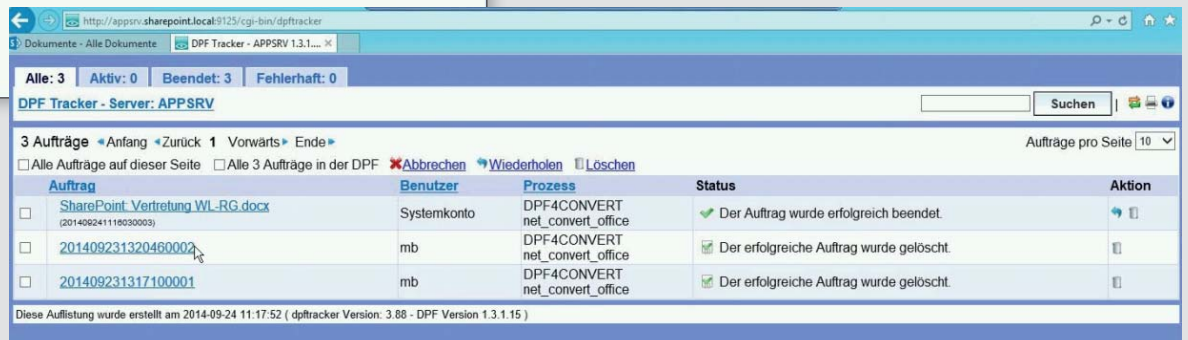 http://appsrv.sharepoint.local:9125/cgi-bin/dpftracker
Dokumente - Alle Dokumente
DPF Tracker - APPSRV 1.3.1....
Alle: 3 Aktiv: 0 Beendet: 3 Fehlerhaft: 0
DPF Tracker - Server: APPSRV
Suchen
3 Aufträge Anfang Zurück 1 Vorwärts Ende
Aufträge pro Seite 10
Alle Aufträge auf dieser Seite Alle 3 Aufträge in der DPF Abbrechen Wiederholen Löschen
Auftrag Benutzer Prozess Status Aktion
SharePoint: Vertretung WL-RG.docx
(201409241116030003)
Systemkonto
DPF4CONVERT
net_convert_office
Der Auftrag wurde erfolgreich beendet.
201409231320460002
mb
DPF4CONVERT
net_convert_office
Der erfolgreiche Auftrag wurde gelöscht.
201409231317100001
mb
DPF4CONVERT
net_convert_office
Der erfolgreiche Auftrag wurde gelöscht.
Diese Auflistung wurde erstellt am 2014-09-24 11:17:52 ( dpftracker Version: 3.88 - DPF Version 1.3.1.15 )